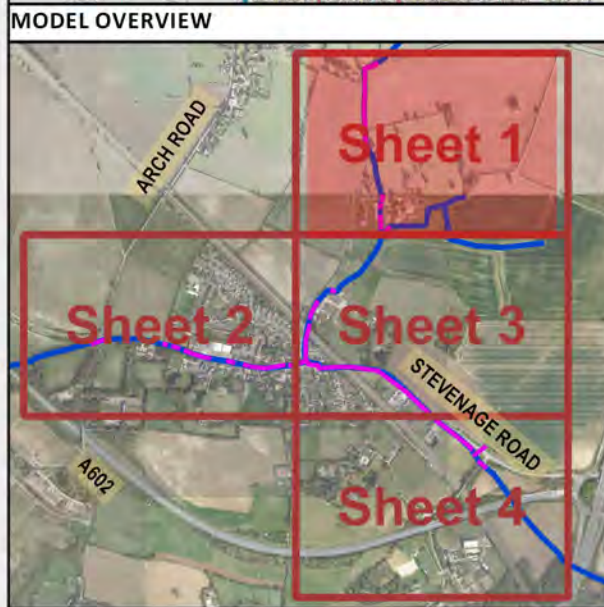 MODEL OVERVIEW
ARCH ROAD
Sheet 1
Sheet 2
Sheet 3
STEVENAGE ROAD
A602
Sheet 4